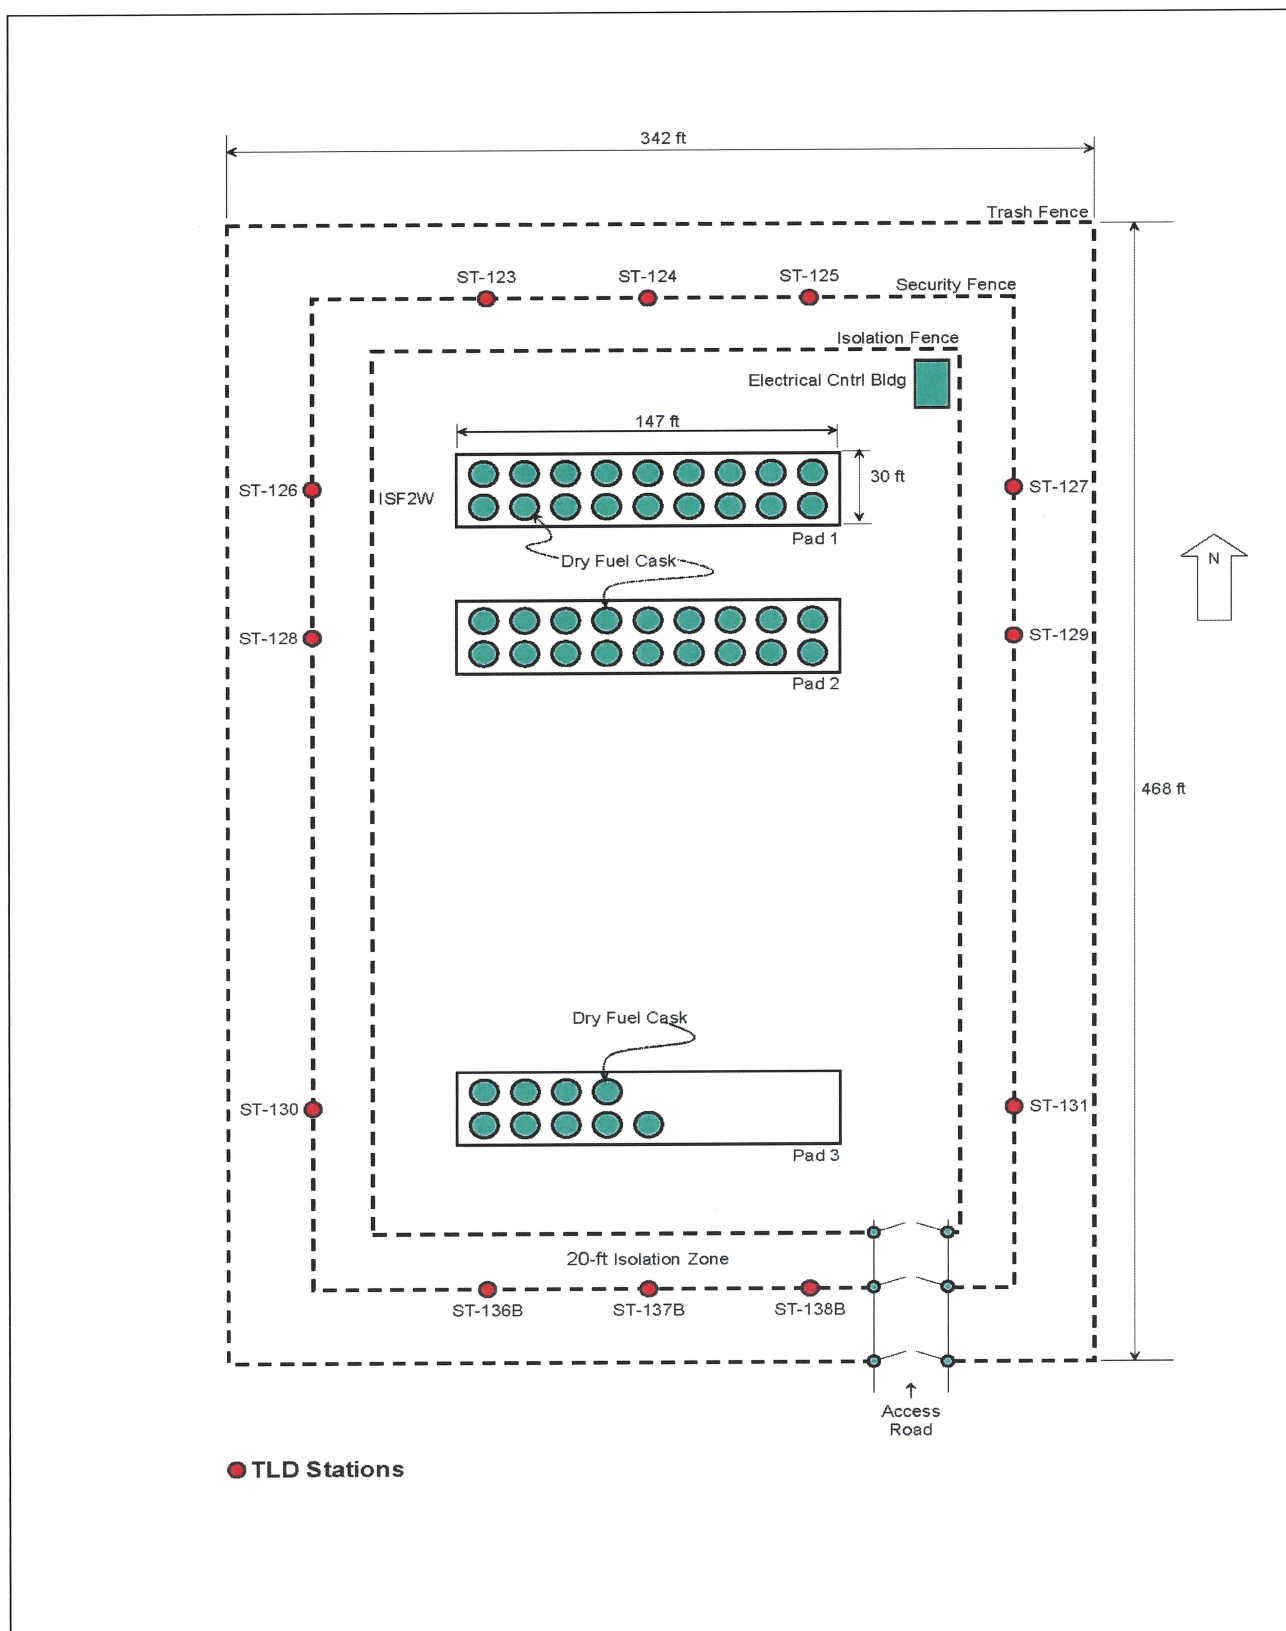 342 ft
Trash Fence
ST-123
ST-124
ST-125
Security Fence
Isolation Fence
Electrical Cntrl Bldg
147 ft
30 ft
ST-126
ISF2W
ST-127
Pad 1
Dry Fuel Cask
N
ST-128
ST-129
Pad 2
468 ft
Dry Fuel Cask
ST-130
ST-131
Pad 3
20-ft Isolation Zone
ST-136B
ST-137B
ST-138B
Access
Road
TLD Stations